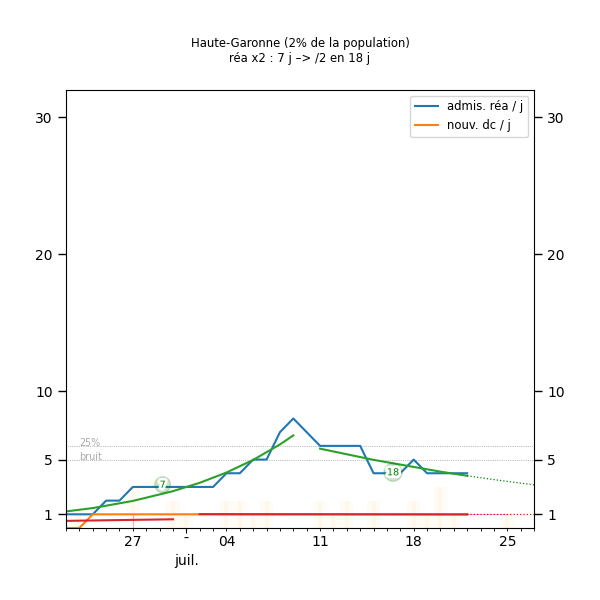 Haute-Garonne (2% de la population)
réa x2 : 7 j –> /2 en 18 j
admis. réa / j
nouv. dc / j
30 30
20 20
10 10
25%
bruit
5 5
7 18
1 1
27 - 04 11 18 25
juil.